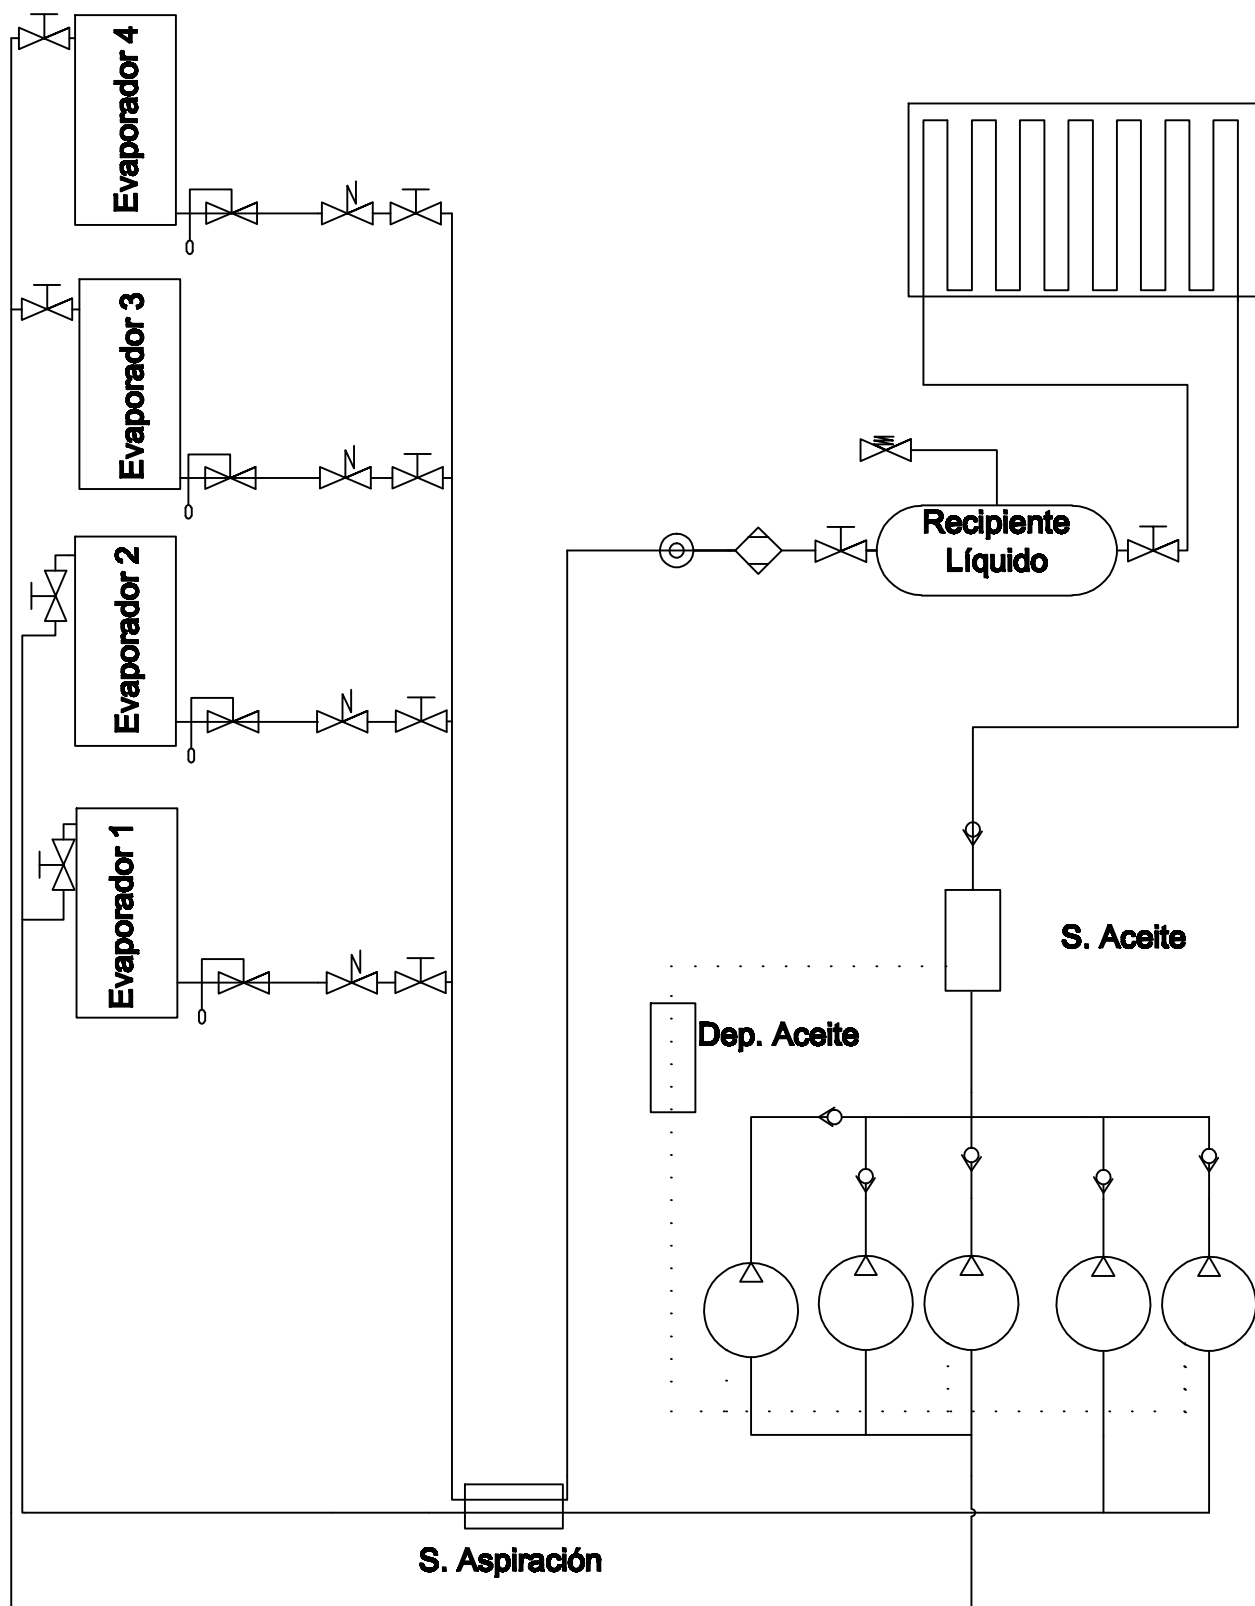 Evaporador 4
Evaporador 3
Recipiente
Líquido
Evaporador 2
Evaporador 1
S. Aceite
Dep. Aceite
S. Aspiración